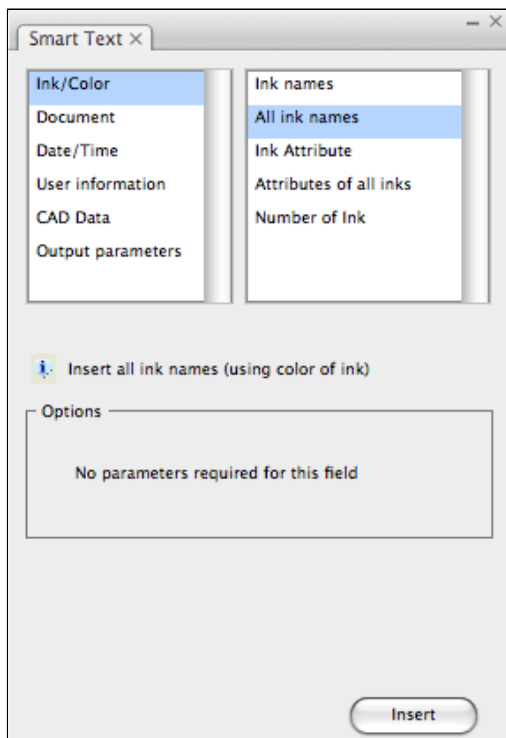 Smart Text
Ink/Color
Document
Date/Time
User information
CAD Data
Output parameters
Ink names
All ink names
Ink Attribute
Attributes of all inks
Number of Ink
Insert all ink names (using color of ink)
Options
No parameters required for this field
Insert